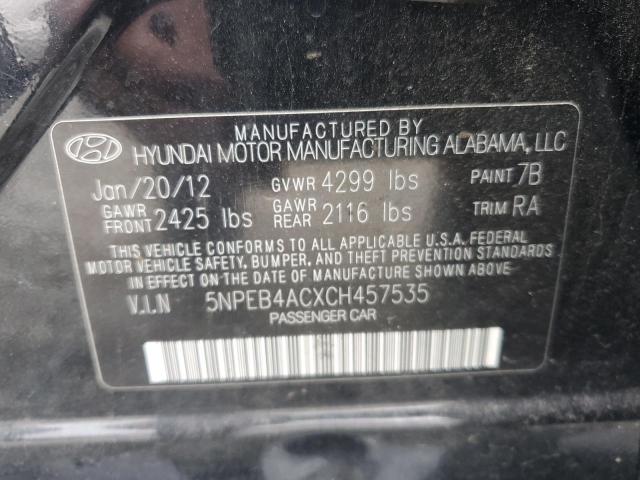 MANUFACTURED BY
HYUNDAI MOTOR MANUFACTURING ALABAMA, LLC
Jan/20/12 GVWR 4299 lbs PAINT 7B
GAWR FRONT 2425 lbs GAWR REAR 2116 lbs TRIM RA
THIS VEHICLE CONFORMS TO ALL APPLICABLE U.S.A. FEDERAL
MOTOR VEHICLE SAFETY, BUMPER, AND THEFT PREVENTION STANDARDS
IN EFFECT ON THE DATE OF MANUFACTURE SHOWN ABOVE.
V.I.N 5NPEB4ACXCH457535
PASSENGER CAR